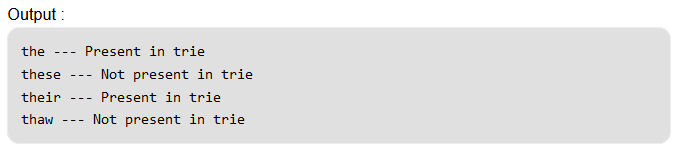 Output :
the --- Present in trie
these --- Not present in trie
their --- Present in trie
thaw --- Not present in trie